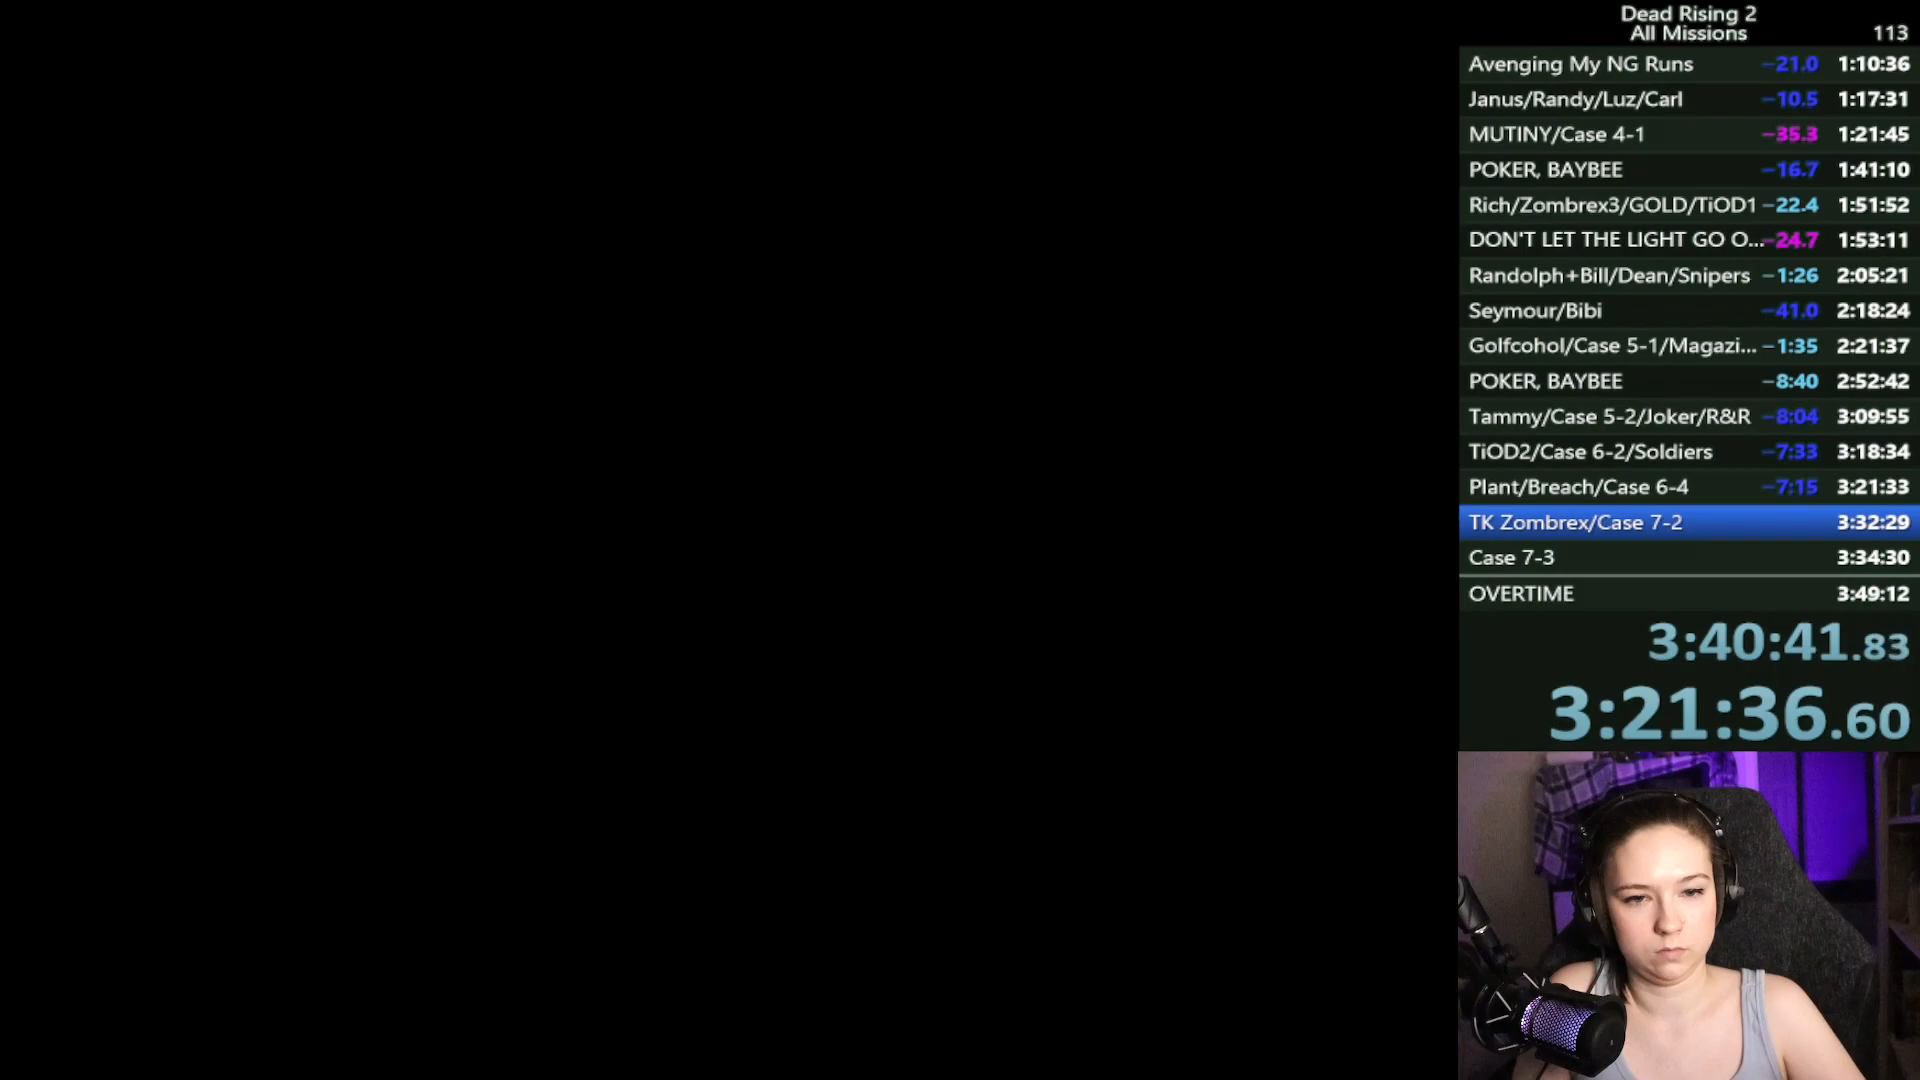 Dead Rising 2
All Missions 113
Avenging My NG Runs −21.0 1:10:36
Janus/Randy/Luz/Carl −10.5 1:17:31
MUTINY/Case 4-1 −35.3 1:21:45
POKER, BAYBEE −16.7 1:41:10
Rich/Zombrex3/GOLD/TiOD1 −22.4 1:51:52
DON'T LET THE LIGHT GO O... −24.7 1:53:11
Randolph+Bill/Dean/Snipers −1:26 2:05:21
Seymour/Bibi −41.0 2:18:24
Golfcohol/Case 5-1/Magazi... −1:35 2:21:37
POKER, BAYBEE −8:40 2:52:42
Tammy/Case 5-2/Joker/R&R −8:04 3:09:55
TiOD2/Case 6-2/Soldiers −7:33 3:18:34
Plant/Breach/Case 6-4 −7:15 3:21:33
TK Zombrex/Case 7-2 3:32:29
Case 7-3 3:34:30
OVERTIME 3:49:12
3:40:41.83
3:21:36.60